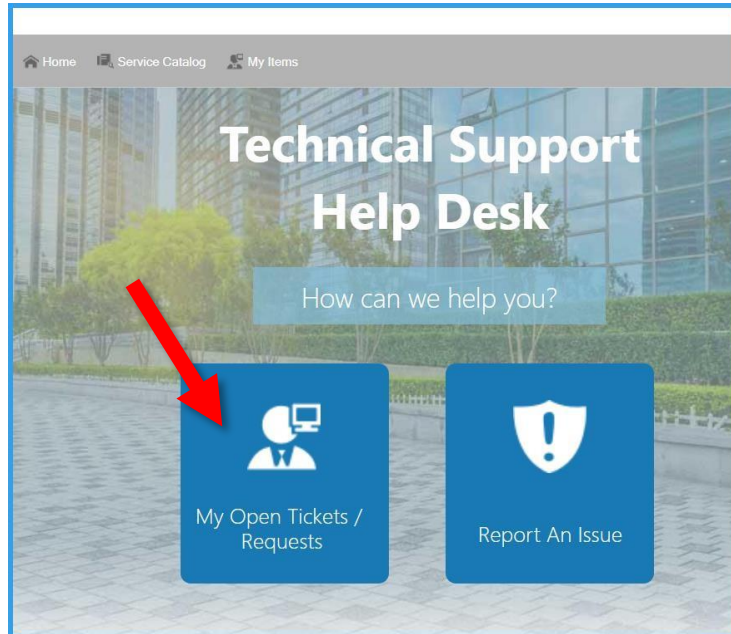 Home Service Catalog My Items
Technical Support
Help Desk
How can we help you?
My Open Tickets /
Requests
Report An Issue